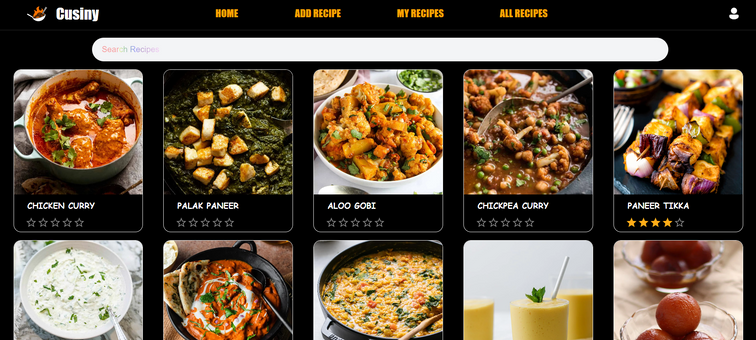 Cusiny
HOME ADD RECIPE MY RECIPES ALL RECIPES
Search Recipes
CHICKEN CURRY PALAK PANEER ALOO GOBI CHICKPEA CURRY PANEER TIKKA